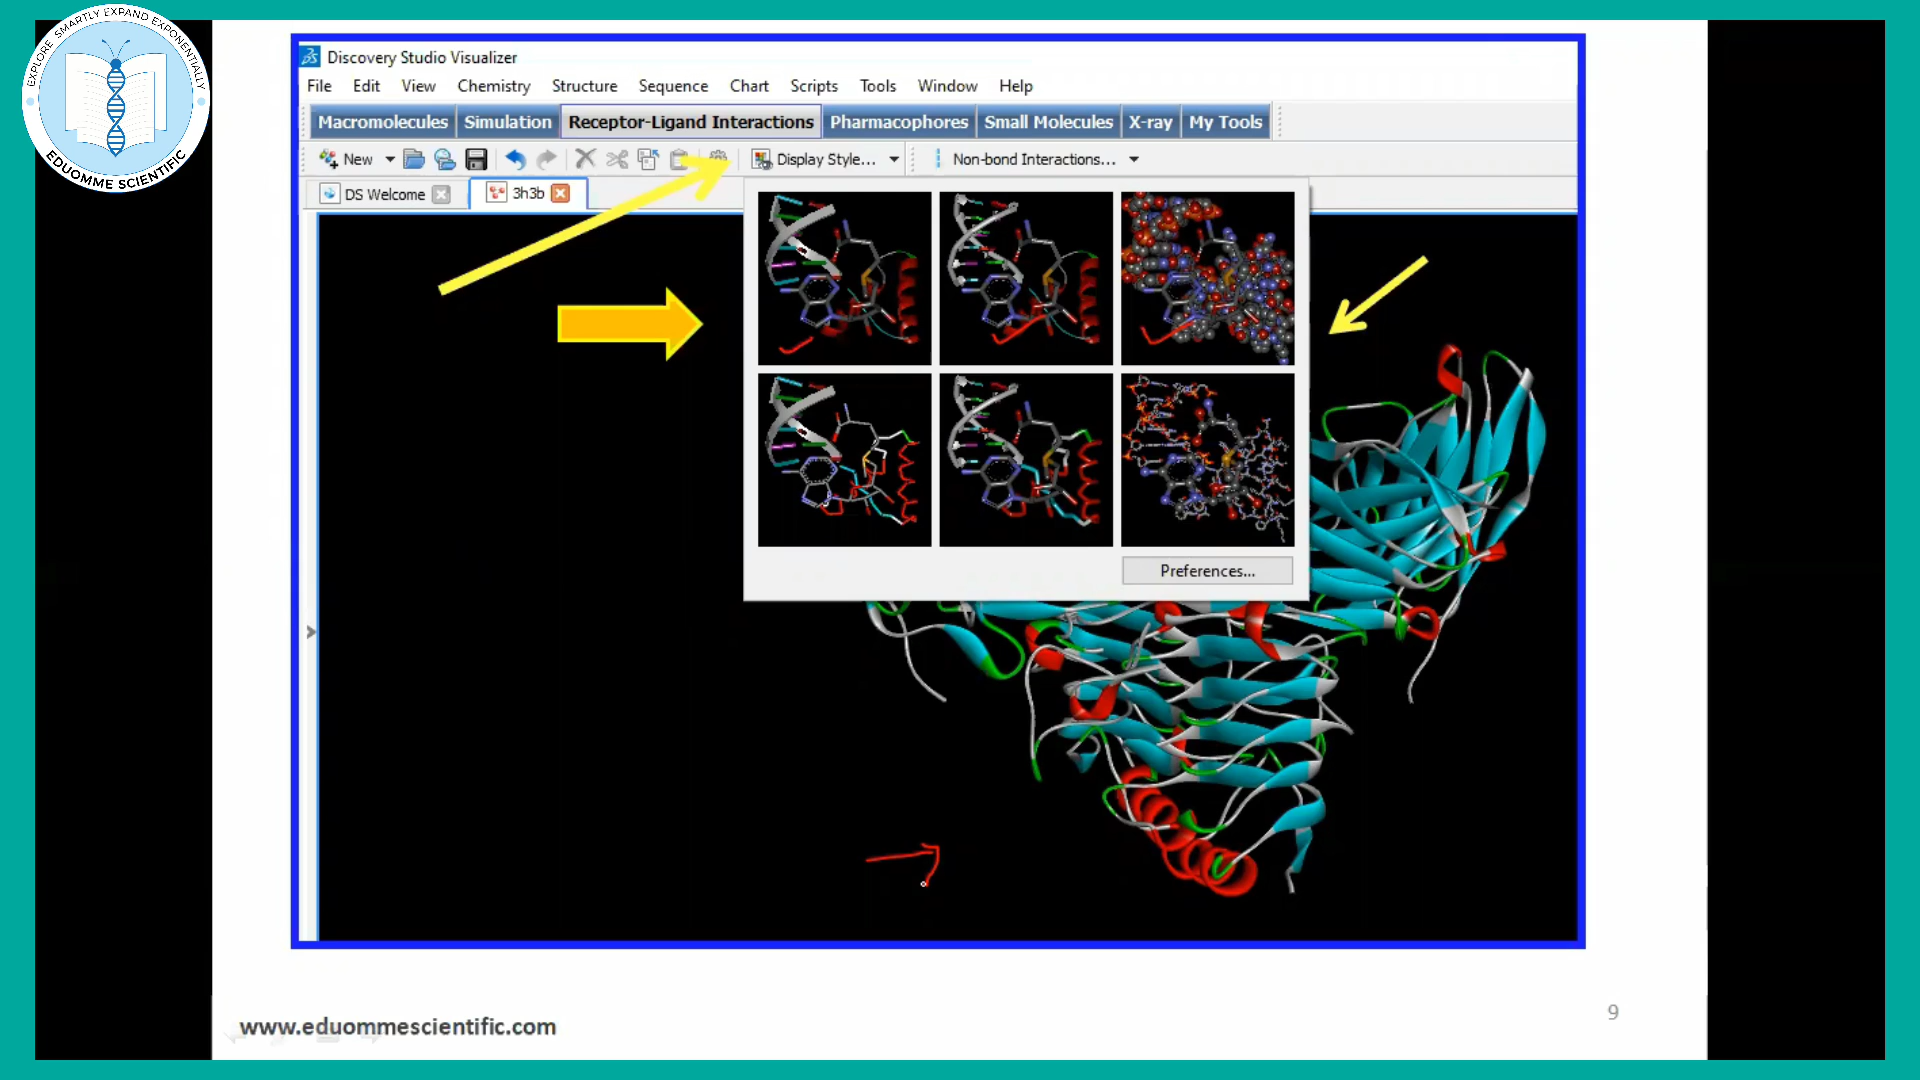 EXPLORE SMARTLY EXPAND EXPONENTIALLY
EDUOMME SCIENTIFIC
Discovery Studio Visualizer
File Edit View Chemistry Structure Sequence Chart Scripts Tools Window Help
Macromolecules Simulation Receptor-Ligand Interactions Pharmacophores Small Molecules X-ray My Tools
New Display Style... Non-bond Interactions...
DS Welcome 3h3b
Preferences...
www.eduommescientific.com
9